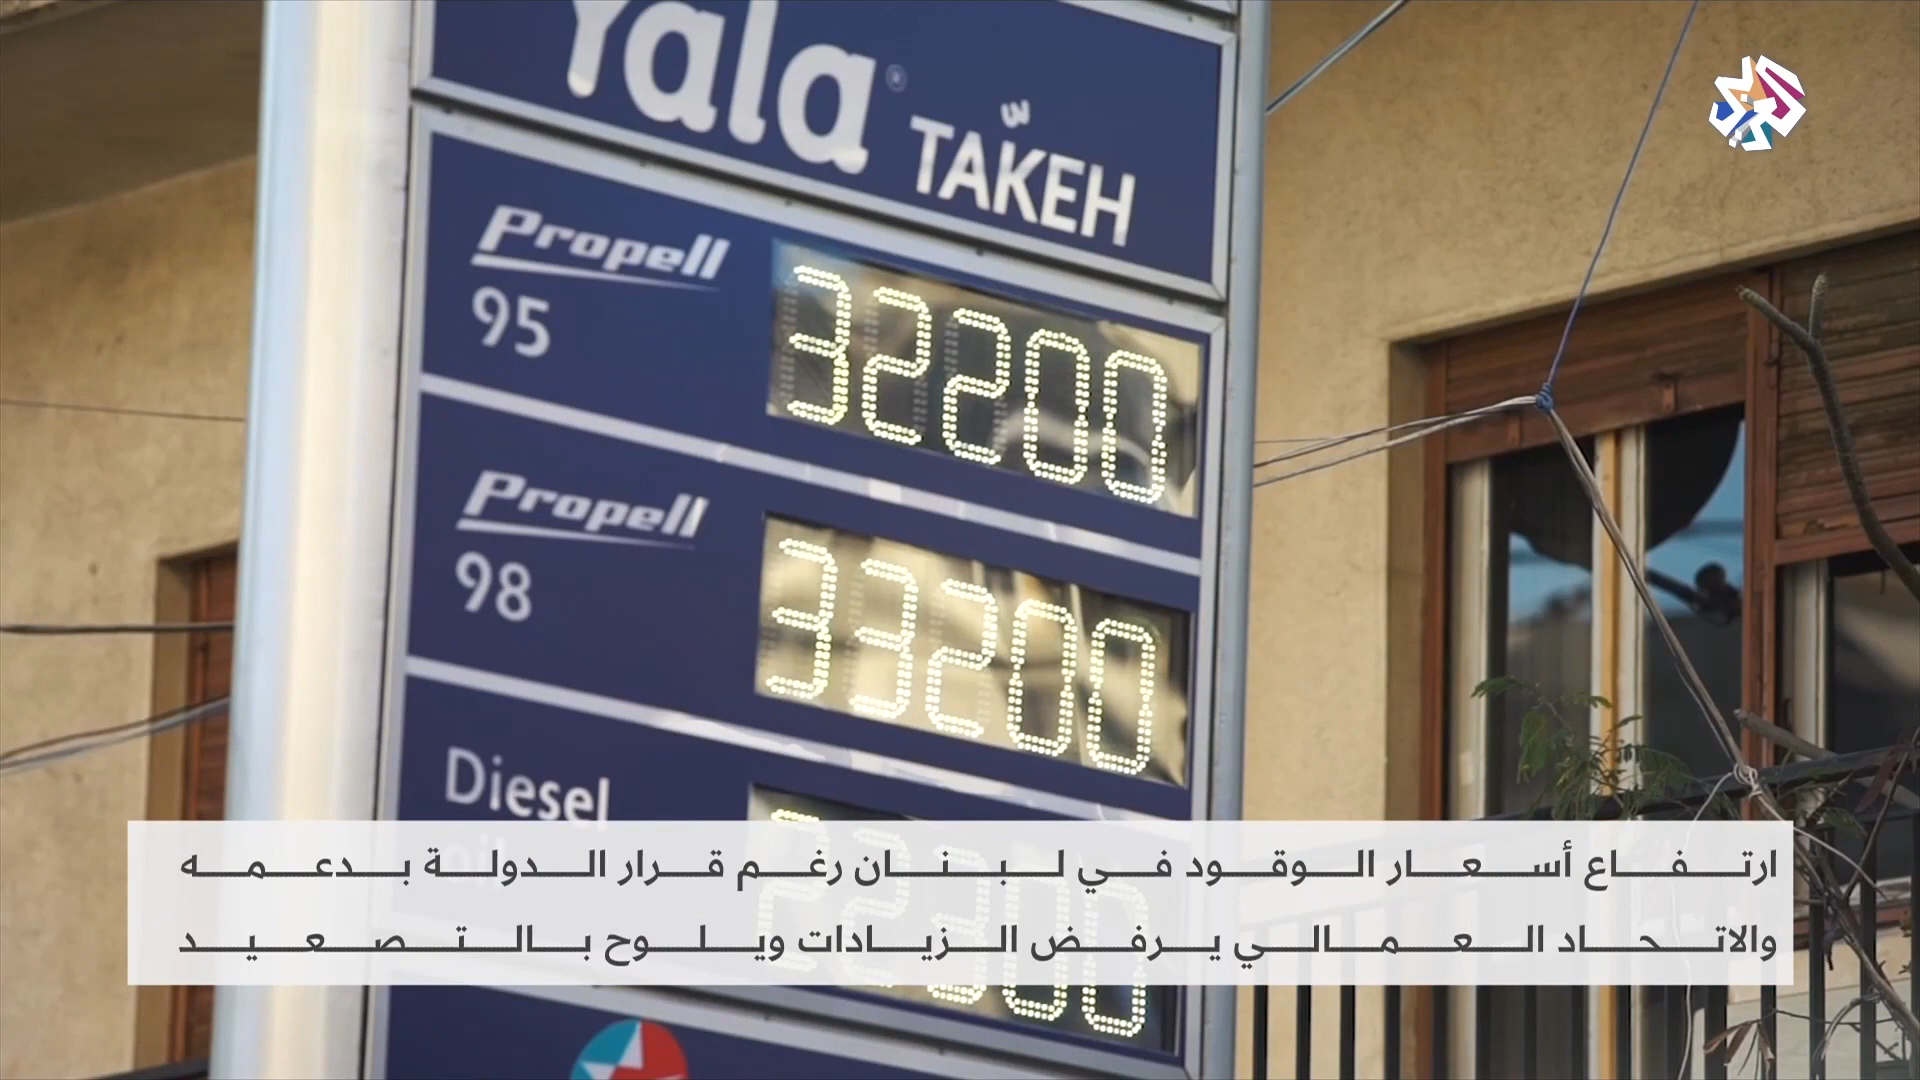 Yala TAKEH
Propell
95
32200
Propell
98
33200
Diesel
22300
ارتفاع أسعار الوقود في لبنان رغم قرار الدولة بدعمه
والاتحاد العمالي يرفض الزيادات ويلوح بالتصعيد